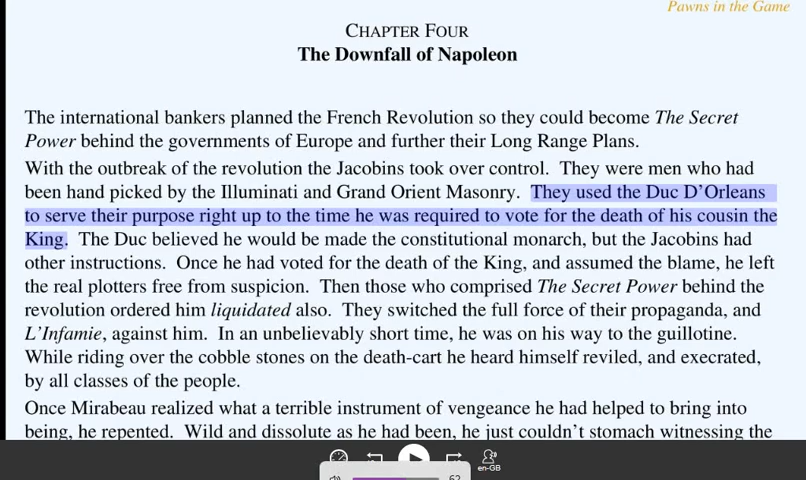 Pawns in the Game
CHAPTER FOUR
The Downfall of Napoleon
The international bankers planned the French Revolution so they could become The Secret
Power behind the governments of Europe and further their Long Range Plans.
With the outbreak of the revolution the Jacobins took over control. They were men who had
been hand picked by the Illuminati and Grand Orient Masonry. They used the Duc D’Orleans
to serve their purpose right up to the time he was required to vote for the death of his cousin the
King. The Duc believed he would be made the constitutional monarch, but the Jacobins had
other instructions. Once he had voted for the death of the King, and assumed the blame, he left
the real plotters free from suspicion. Then those who comprised The Secret Power behind the
revolution ordered him liquidated also. They switched the full force of their propaganda, and
L’Infamie, against him. In an unbelievably short time, he was on his way to the guillotine.
While riding over the cobble stones on the death-cart he heard himself reviled, and execrated,
by all classes of the people.
Once Mirabeau realized what a terrible instrument of vengeance he had helped to bring into
being, he repented. Wild and dissolute as he had been, he just couldn’t stomach witnessing the
en-GB
62